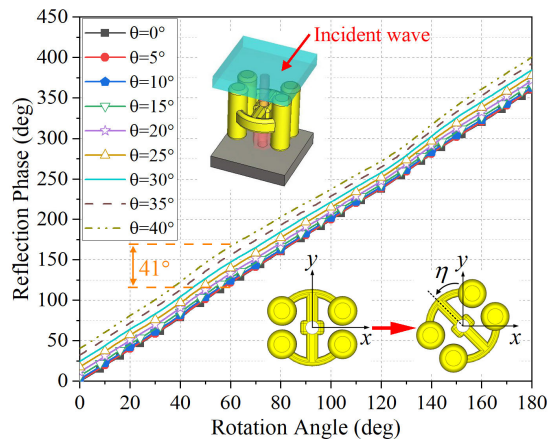 450
400
350
300
250
200
150
100
50
0
Reflection Phase (deg)
θ=0°
θ=5°
θ=10°
θ=15°
θ=20°
θ=25°
θ=30°
θ=35°
θ=40°
Incident wave
41°
y
x
η
y
x
0 20 40 60 80 100 120 140 160 180
Rotation Angle (deg)